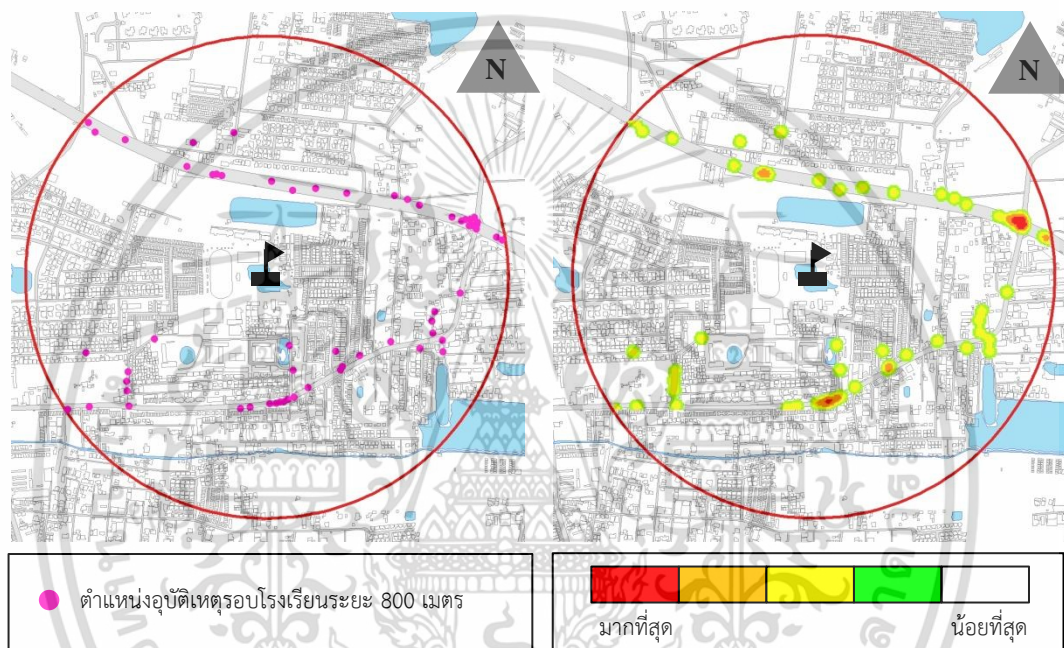 N
N
ตำแหน่งอุบัติเหตุรอบโรงเรียนระยะ 800 เมตร
มากที่สุด
น้อยที่สุด